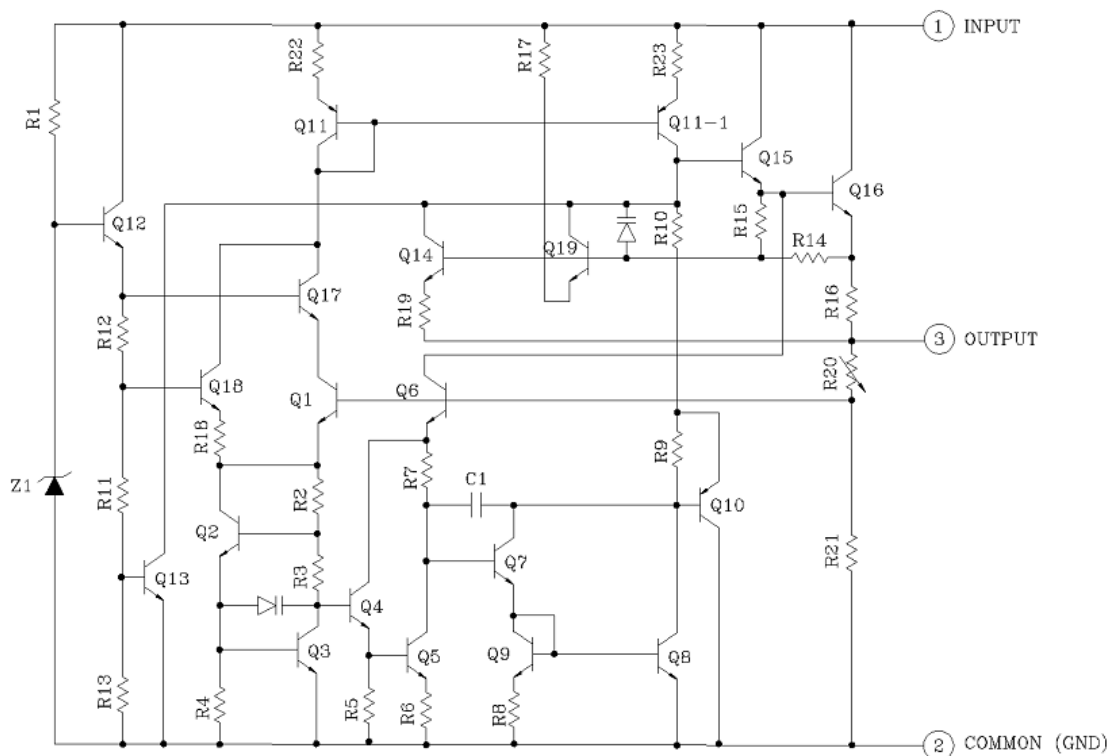 1 INPUT
R22
R17
R23
R1
Q11
Q11-1
Q15
Q16
Q12
R15
R10
R14
Q14
Q19
Q17
R19
R16
R12
3 OUTPUT
R20
Q18
Q1
Q6
R18
R9
R7
Z1
R11
R2
C1
Q10
Q2
R21
Q7
Q13
R3
Q4
Q3
Q5
Q9
Q8
R13
R4
R5
R6
R8
2 COMMON (GND)